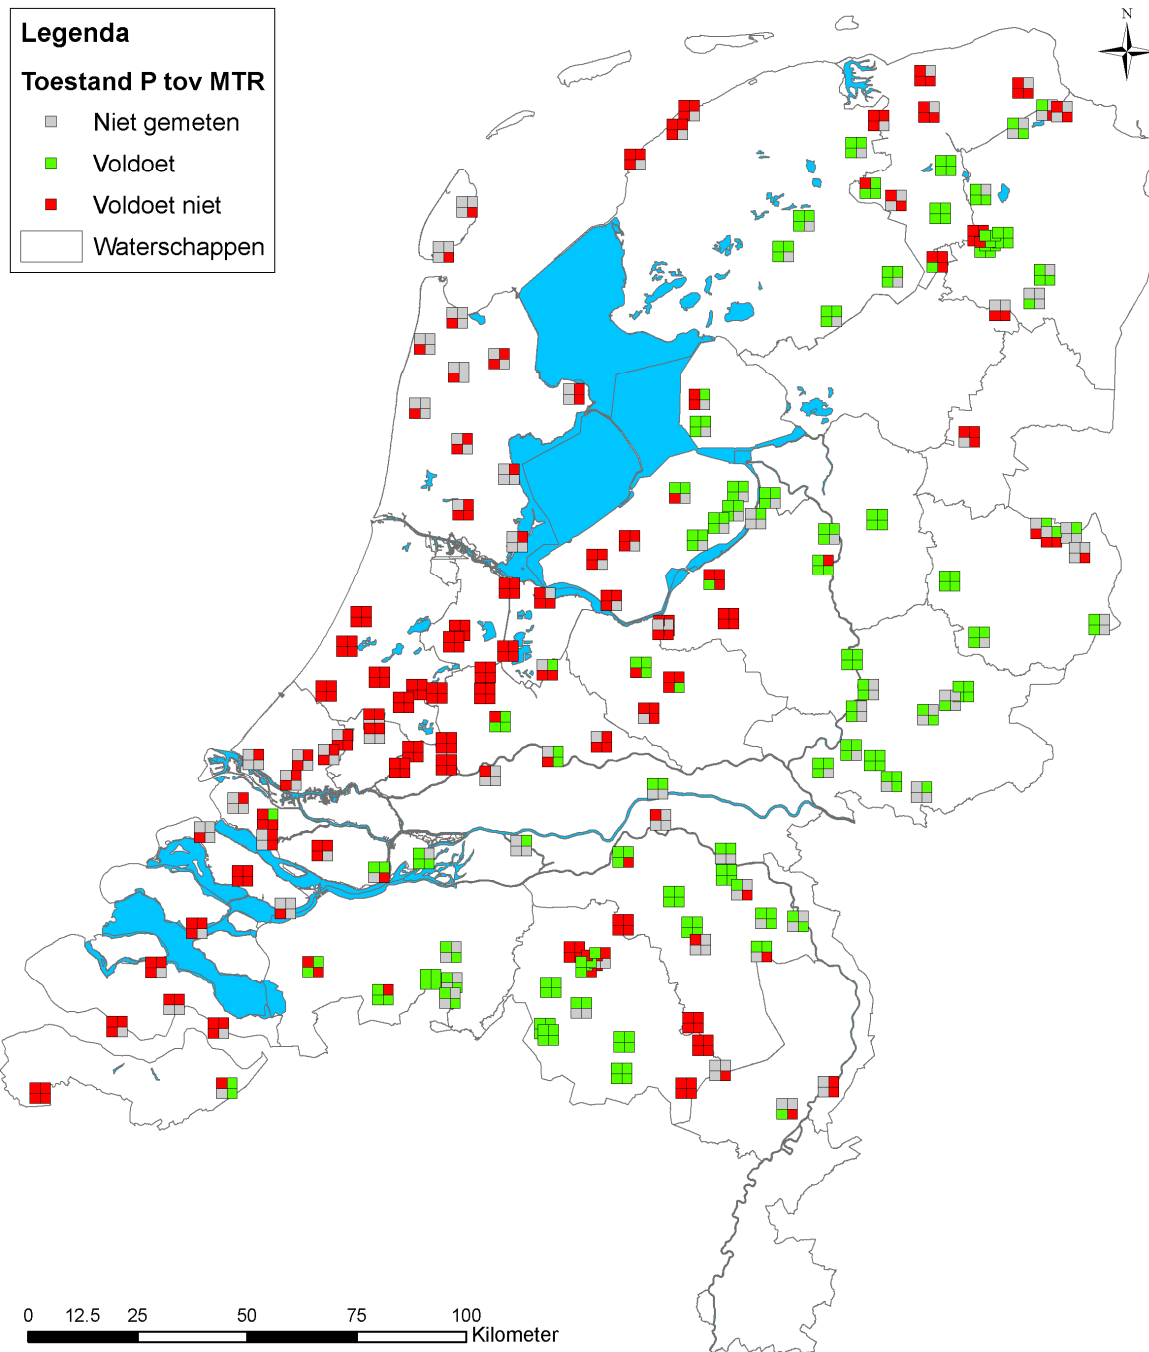 Legenda
Toestand P tov MTR
Niet gemeten
Voldoet
Voldoet niet
Waterschappen
N
0 12.5 25 50 75 100
Kilometer